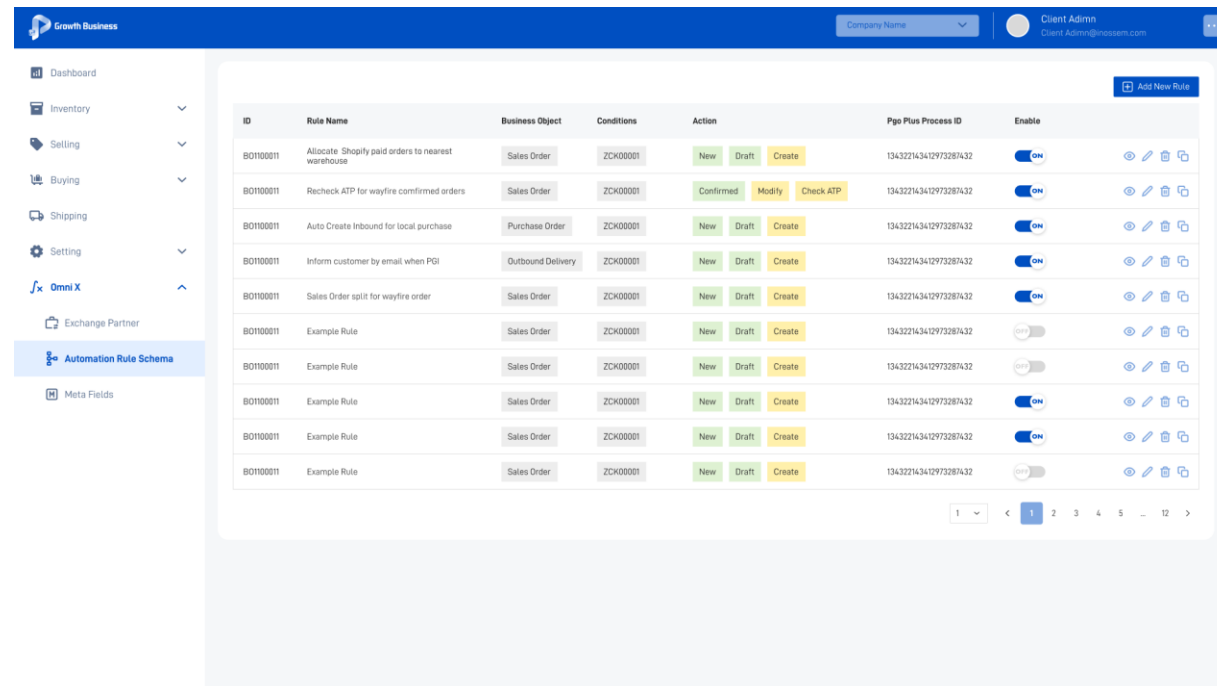 Growth Business
Company Name
Client Adimn
Client Adimn@inossem.com
Dashboard
Inventory
Selling
Buying
Shipping
Setting
Omni X
Exchange Partner
Automation Rule Schema
Meta Fields
Add New Rule
ID Rule Name Business Object Conditions Action Pgo Plus Process ID Enable
BO1100011 Allocate Shopify paid orders to nearest
warehouse Sales Order ZCK00001 New Draft Create 134322143412973287432 ON
BO1100011 Recheck ATP for wayfire comfirmed orders Sales Order ZCK00001 Confirmed Modify Check ATP 134322143412973287432 ON
BO1100011 Auto Create Inbound for local purchase Purchase Order ZCK00001 New Draft Create 134322143412973287432 ON
BO1100011 Inform customer by email when PGI Outbound Delivery ZCK00001 New Draft Create 134322143412973287432 ON
BO1100011 Sales Order split for wayfire order Sales Order ZCK00001 New Draft Create 134322143412973287432 ON
BO1100011 Example Rule Sales Order ZCK00001 New Draft Create 134322143412973287432 OFF
BO1100011 Example Rule Sales Order ZCK00001 New Draft Create 134322143412973287432 OFF
BO1100011 Example Rule Sales Order ZCK00001 New Draft Create 134322143412973287432 ON
BO1100011 Example Rule Sales Order ZCK00001 New Draft Create 134322143412973287432 ON
BO1100011 Example Rule Sales Order ZCK00001 New Draft Create 134322143412973287432 OFF
1 < 1 2 3 4 5 … 12 >